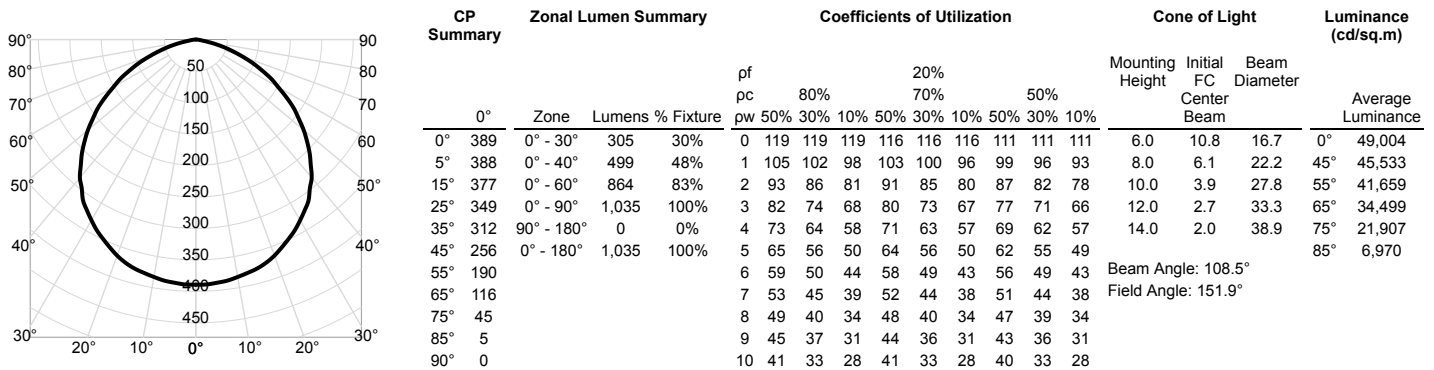 CP Summary
0°
0° 389
5° 388
15° 377
25° 349
35° 312
45° 256
55° 190
65° 116
75° 45
85° 5
90° 0
Zonal Lumen Summary
Zone Lumens % Fixture
0° - 30° 305 30%
0° - 40° 499 48%
0° - 60° 864 83%
0° - 90° 1,035 100%
90° - 180° 0 0%
0° - 180° 1,035 100%
Coefficients of Utilization
ρf 20%
ρc 80% 70% 50%
ρw 50% 30% 10% 50% 30% 10% 50% 30% 10%
0 119 119 119 116 116 116 111 111 111
1 105 102 98 103 100 96 99 96 93
2 93 86 81 91 85 80 87 82 78
3 82 74 68 80 73 67 77 71 66
4 73 64 58 71 63 57 69 62 57
5 65 56 50 64 56 50 62 55 49
6 59 50 44 58 49 43 56 49 43
7 53 45 39 52 44 38 51 44 38
8 49 40 34 48 40 34 47 39 34
9 45 37 31 44 36 31 43 36 31
10 41 33 28 41 33 28 40 33 28
Cone of Light
Mounting Initial Beam
Height FC Diameter
Center
Beam
6.0 10.8 16.7
8.0 6.1 22.2
10.0 3.9 27.8
12.0 2.7 33.3
14.0 2.0 38.9
Beam Angle: 108.5°
Field Angle: 151.9°
Luminance
(cd/sq.m)
Average
Luminance
0° 49,004
45° 45,533
55° 41,659
65° 34,499
75° 21,907
85° 6,970
90° 90
80° 80
70° 70
60° 60
50° 50°
40° 40°
30° 30°
20° 10° 0° 10° 20°
50
100
150
200
250
300
350
400
450